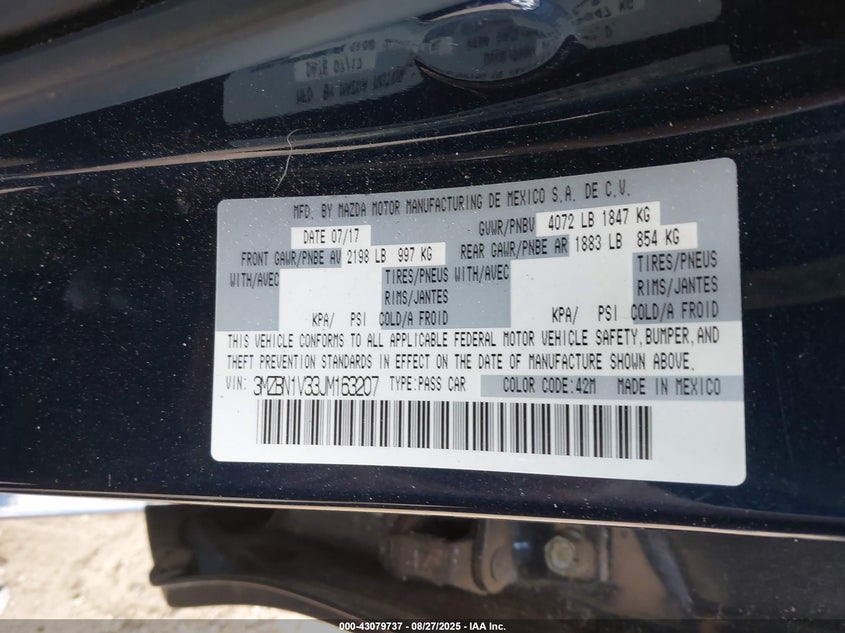 MFD. BY MAZDA MOTOR MANUFACTURING DE MEXICO S.A. DE C.V.
DATE 07/17 GVWR/PNBV 4072 LB 1847 KG
FRONT GAWR/PNBE AV 2198 LB 997 KG REAR GAWR/PNBE AR 1883 LB 854 KG
WITH/AVEC TIRES/PNEUS WITH/AVEC TIRES/PNEUS
RIMS/JANTES RIMS/JANTES
KPA/ PSI COLD/A FROID KPA/ PSI COLD/A FROID
THIS VEHICLE CONFORMS TO ALL APPLICABLE FEDERAL MOTOR VEHICLE SAFETY, BUMPER, AND
THEFT PREVENTION STANDARDS IN EFFECT ON THE DATE OF MANUFACTURE SHOWN ABOVE.
VIN: 3MZBN1V33JM163207 TYPE:PASS CAR COLOR CODE:42M MADE IN MEXICO
000-43079737 - 08/27/2025 - IAA Inc.